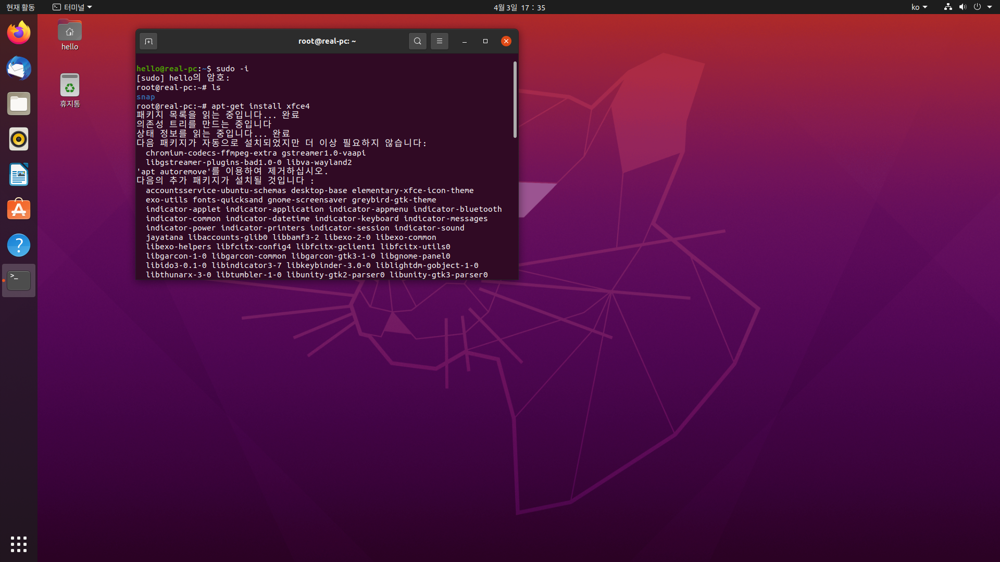 현재 활동
터미널
4월 3일 17 : 35
ko
hello
휴지통
root@real-pc: ~
hello@real-pc:~$ sudo -i
[sudo] hello의 암호:
root@real-pc:~# ls
snap
root@real-pc:~# apt-get install xfce4
패키지 목록을 읽는 중입니다... 완료
의존성 트리를 만드는 중입니다
상태 정보를 읽는 중입니다... 완료
다음 패키지가 자동으로 설치되었지만 더 이상 필요하지 않습니다:
  chromium-codecs-ffmpeg-extra gstreamer1.0-vaapi
  libgstreamer-plugins-bad1.0-0 libva-wayland2
'apt autoremove'를 이용하여 제거하십시오.
다음의 추가 패키지가 설치될 것입니다 :
  accountsservice-ubuntu-schemas desktop-base elementary-xfce-icon-theme
  exo-utils fonts-quicksand gnome-screensaver greybird-gtk-theme
  indicator-applet indicator-application indicator-appmenu indicator-bluetooth
  indicator-common indicator-datetime indicator-keyboard indicator-messages
  indicator-power indicator-printers indicator-session indicator-sound
  jayatana libaccounts-glib0 libbamf3-2 libexo-2-0 libexo-common
  libexo-helpers libfcitx-config4 libfcitx-gclient1 libfcitx-utils0
  libgarcon-1-0 libgarcon-common libgarcon-gtk3-1-0 libgnome-panel0
  libido3-0.1-0 libindicator3-7 libkeybinder-3.0-0 liblightdm-gobject-1-0
  libthunarx-3-0 libtumbler-1-0 libunity-gtk2-parser0 libunity-gtk3-parser0